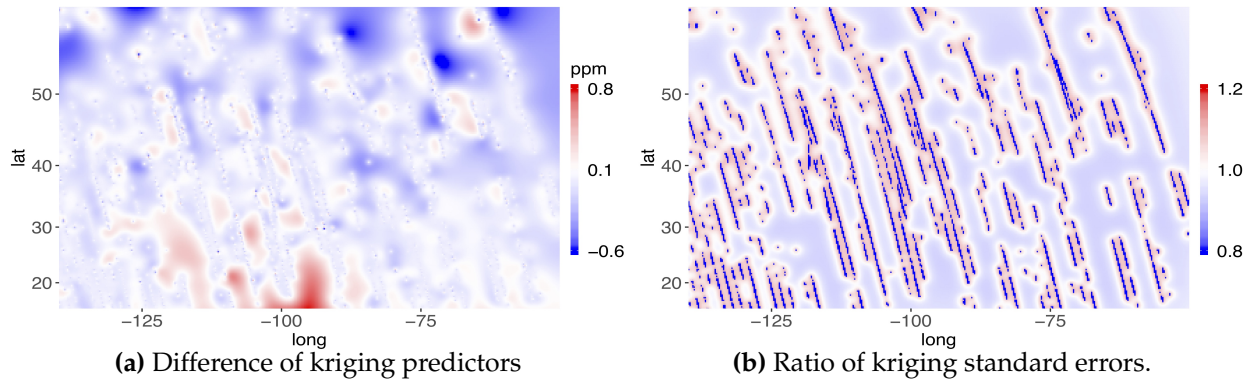 ppm
0.8
0.1
−0.6
50
40
30
20
lat
−125
−100
−75
long
(a) Difference of kriging predictors
1.2
1.0
0.8
50
40
30
20
lat
−125
−100
−75
long
(b) Ratio of kriging standard errors.